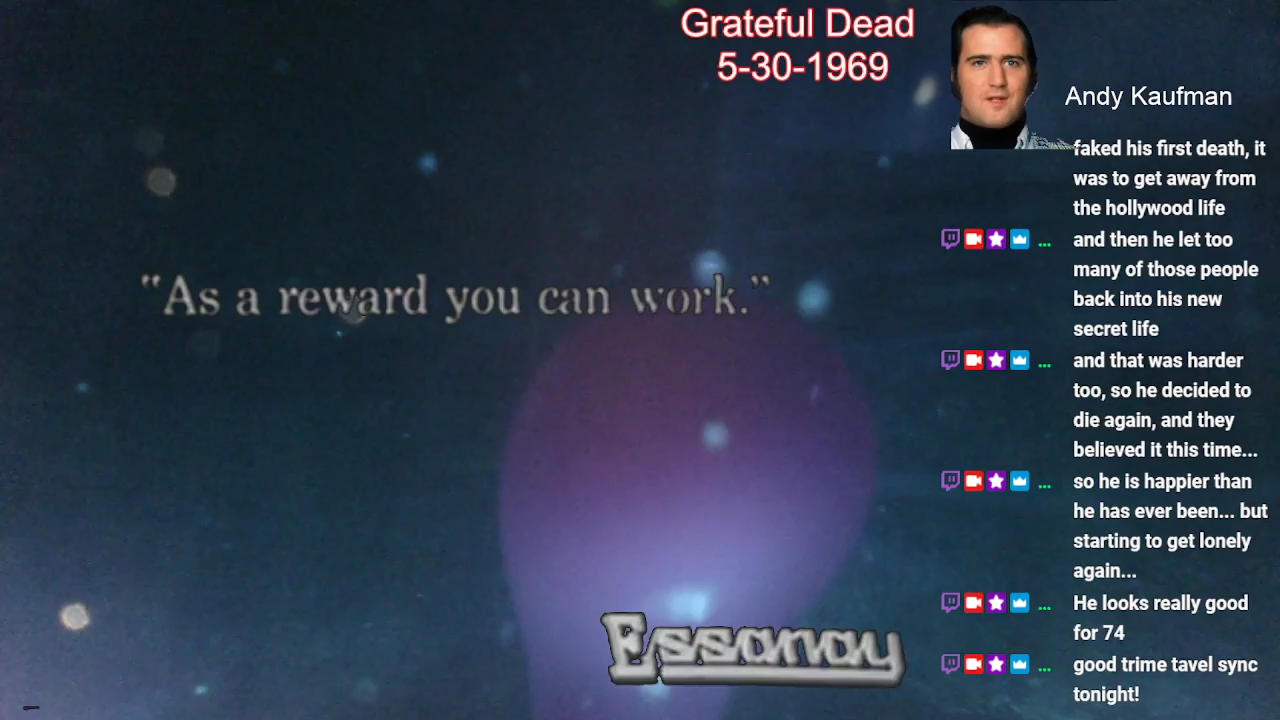 Grateful Dead
5-30-1969
Andy Kaufman
"As a reward you can work."
Essanay
faked his first death, it
was to get away from
the hollywood life
... and then he let too
many of those people
back into his new
secret life
... and that was harder
too, so he decided to
die again, and they
believed it this time...
... so he is happier than
he has ever been... but
starting to get lonely
again...
... He looks really good
for 74
... good trime tavel sync
tonight!